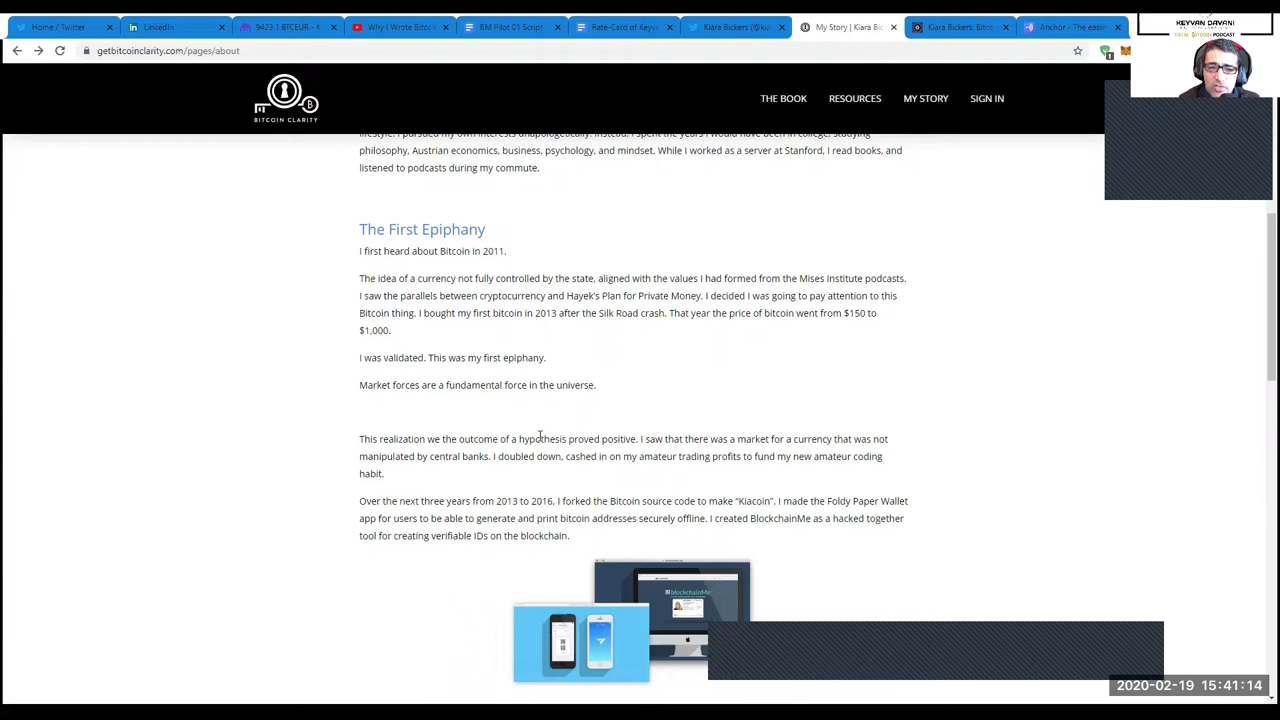 Home / Twitter
LinkedIn
9423.1 BTCEUR -
Why I Wrote Bitcoi
BM Pilot 01 Script
Rate-Card of Keyv
Kiara Bickers (@kia
My Story | Kiara Bic
Kiara Bickers: Bitco
Anchor - The easie
KEYVAN DAVANI
TOTAL BITCOIN PODCAST
getbitcoinclarity.com/pages/about
BITCOIN CLARITY
THE BOOK
RESOURCES
MY STORY
SIGN IN
lifestyle. I pursued my own interests unapologetically. Instead, I spent the years I would have been in college, studying
philosophy, Austrian economics, business, psychology, and mindset. While I worked as a server at Stanford, I read books, and
listened to podcasts during my commute.
The First Epiphany
I first heard about Bitcoin in 2011.
The idea of a currency not fully controlled by the state, aligned with the values I had formed from the Mises Institute podcasts.
I saw the parallels between cryptocurrency and Hayek's Plan for Private Money. I decided I was going to pay attention to this
Bitcoin thing. I bought my first bitcoin in 2013 after the Silk Road crash. That year the price of bitcoin went from $150 to
$1,000.
I was validated. This was my first epiphany.
Market forces are a fundamental force in the universe.
This realization we the outcome of a hypothesis proved positive. I saw that there was a market for a currency that was not
manipulated by central banks. I doubled down, cashed in on my amateur trading profits to fund my new amateur coding
habit.
Over the next three years from 2013 to 2016, I forked the Bitcoin source code to make “Kiacoin”. I made the Foldy Paper Wallet
app for users to be able to generate and print bitcoin addresses securely offline. I created BlockchainMe as a hacked together
tool for creating verifiable IDs on the blockchain.
blockchainMe
2020-02-19 15:41:14